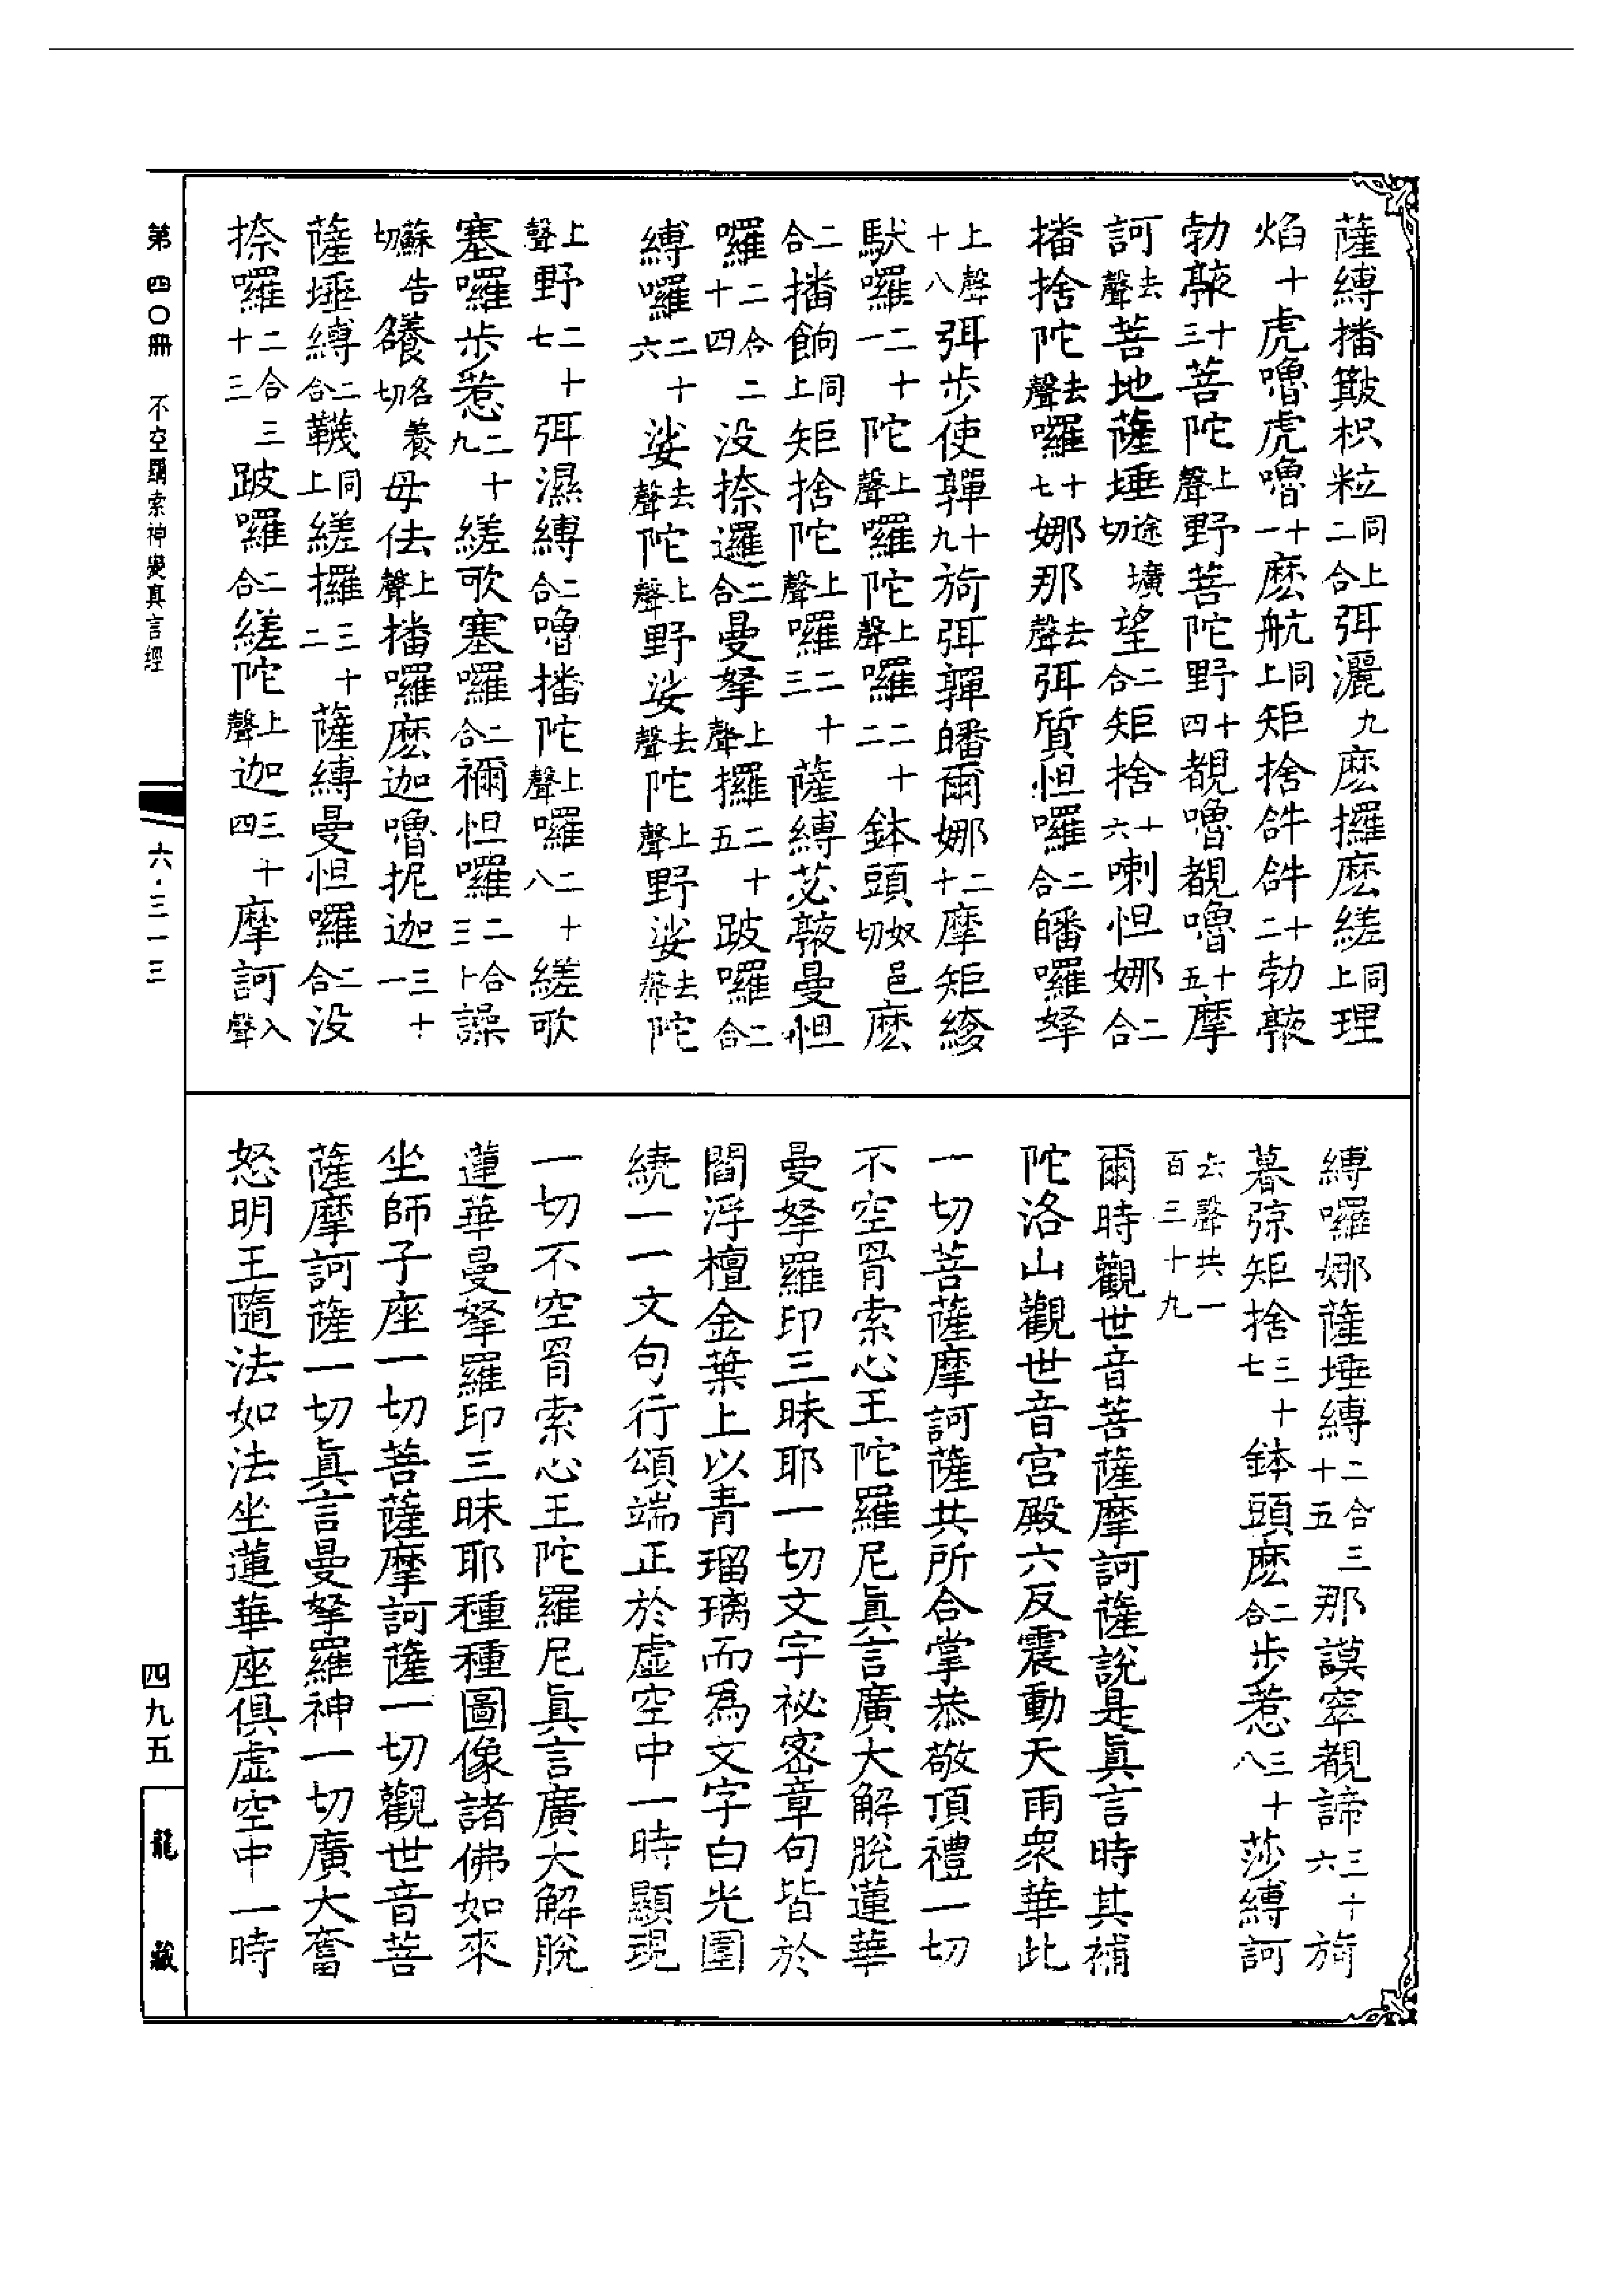 薩縛播㗚枳粒二合同上弭灑九麽攞麽縒同上理
焰十虎嚕虎嚕十一麽航同上矩捨𤙖𤙖十二勃
勃𩐳十三菩陀上聲野菩陀野十四覩嚕覩嚕十五摩
訶去聲菩地薩埵途壙切望二合矩捨十六喇怛娜二合
播捨陀去聲囉十七娜那去聲弭質怛囉二合皤囉拏
上聲十八弭步使嚲十九旖弭嚲皤爾娜二十摩矩
馱囉二十一陀上聲囉陀上聲囉二十二鉢頭奴邑切麽
二合播餉同上矩捨陀上聲囉二十三薩縛苾曼怛
囉二合十四没捺邏二合曼拏上聲攞二十五跛囉二合
縛囉二十六娑去聲陀上聲野娑去聲陀上聲野娑去聲陀
上聲野二十七弭濕縛二合嚕播陀上聲囉二十八縒歌
塞囉步惹二十九縒歌塞囉二合禰怛囉二合三十譟
蘇告切名養切母佉上聲播囉麽迦嚕抳迦三十一
薩埵縛二合同上縒攞三十二薩縛曼怛囉二合没
捺囉二合三十三跛囉二合縒陀上聲迦三十四摩訶入聲
縛囉娜薩埵縛二合三十五那謨窣覩諦三十六旖
暮弶矩捨三十七鉢頭麽二合步惹三十八莎縛訶
去聲共一百三十九
爾時觀世音菩薩摩訶薩說是眞言時其補
陀洛山觀世音宫殿六反震動天雨衆華此
一切菩薩摩訶薩共所合掌恭敬頂禮一切
不空罥索心王陀羅尼眞言廣大解脫蓮華
曼拏羅印三昧耶一切文字祕密章句皆於
閻浮檀金葉上以青瑠璃而爲文字白光圍
繞一一文句行頌端正於虛空中一時顯現
一切不空罥索心王陀羅尼眞言廣大解脫
蓮華曼拏羅印三昧耶種種圖像諸佛如來
坐師子座一切菩薩摩訶薩一切觀世音菩
薩摩訶薩一切眞言曼拏羅神一切廣大奮
怒明王隨法如法坐蓮華座俱虛空中一時
第四〇冊 不空羂索神變真言經
六·三一三
四九五
龍藏